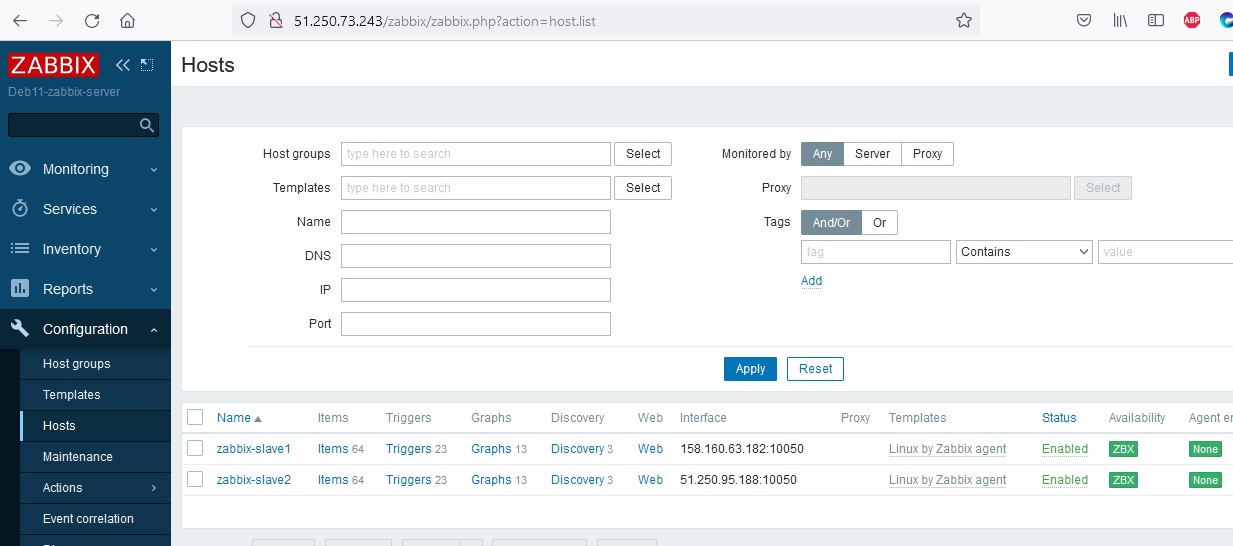 51.250.73.243/zabbix/zabbix.php?action=host.list
ABP
ZABBIX
Deb11-zabbix-server
Monitoring
Services
Inventory
Reports
Configuration
Host groups
Templates
Hosts
Maintenance
Actions
Event correlation
Hosts
Host groups type here to search Select
Templates type here to search Select
Name
DNS
IP
Port
Monitored by Any Server Proxy
Proxy Select
Tags And/Or Or
tag Contains value
Add
Apply Reset
Name Items Triggers Graphs Discovery Web Interface Proxy Templates Status Availability Agent
zabbix-slave1 Items 64 Triggers 23 Graphs 13 Discovery 3 Web 158.160.63.182:10050 Linux by Zabbix agent Enabled ZBX None
zabbix-slave2 Items 64 Triggers 23 Graphs 13 Discovery 3 Web 51.250.95.188:10050 Linux by Zabbix agent Enabled ZBX None